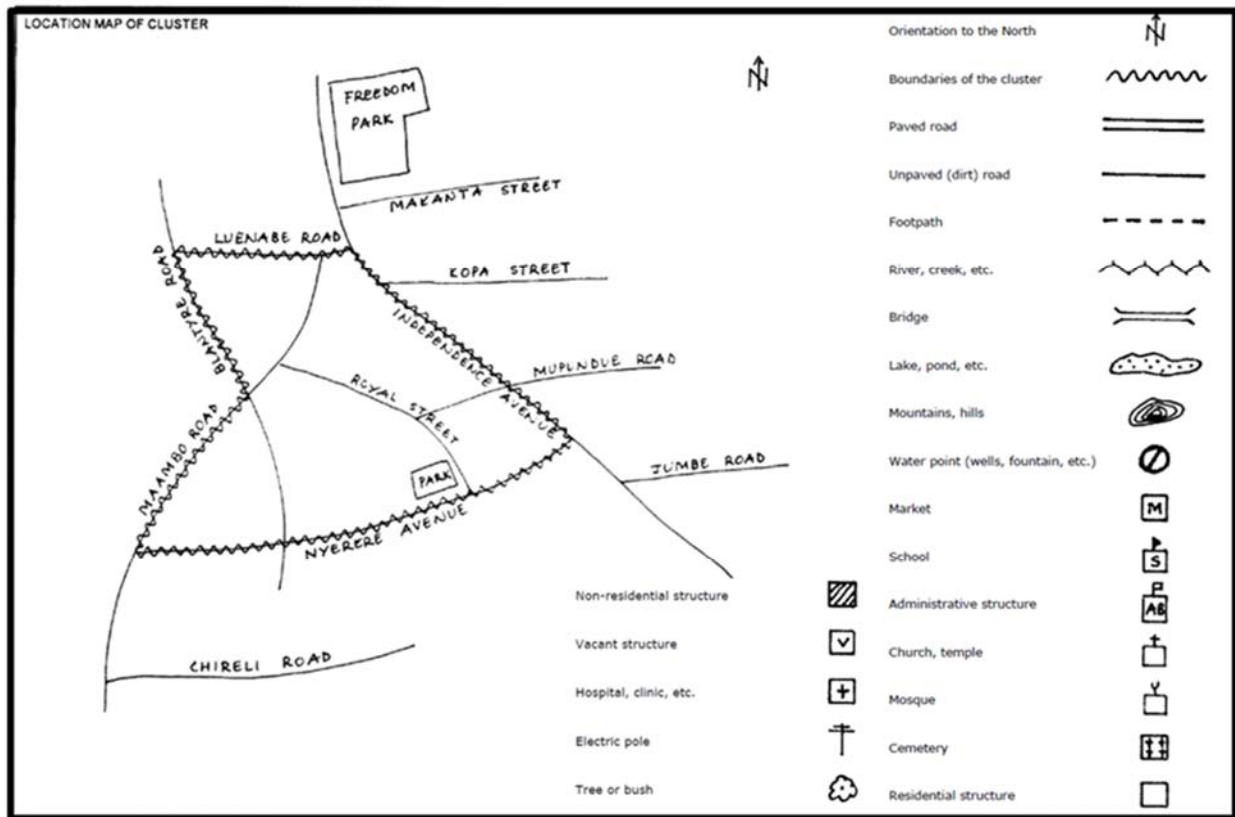 LOCATION MAP OF CLUSTER
N
FREEDOM
PARK
MAKANTA STREET
LUENABE ROAD
KOPA STREET
BLANTYRE ROAD
INDEPENDENCE AVENUE
MUPUNDUE ROAD
ROYAL STREET
MAAMBO ROAD
PARK
JUMBE ROAD
NYERERE AVENUE
CHIRELI ROAD
Orientation to the North
N
Boundaries of the cluster
Paved road
Unpaved (dirt) road
Footpath
River, creek, etc.
Bridge
Lake, pond, etc.
Mountains, hills
Water point (wells, fountain, etc.)
Market
M
School
S
Non-residential structure
Administrative structure
AB
Vacant structure
V
Church, temple
Hospital, clinic, etc.
Mosque
Electric pole
Cemetery
Tree or bush
Residential structure